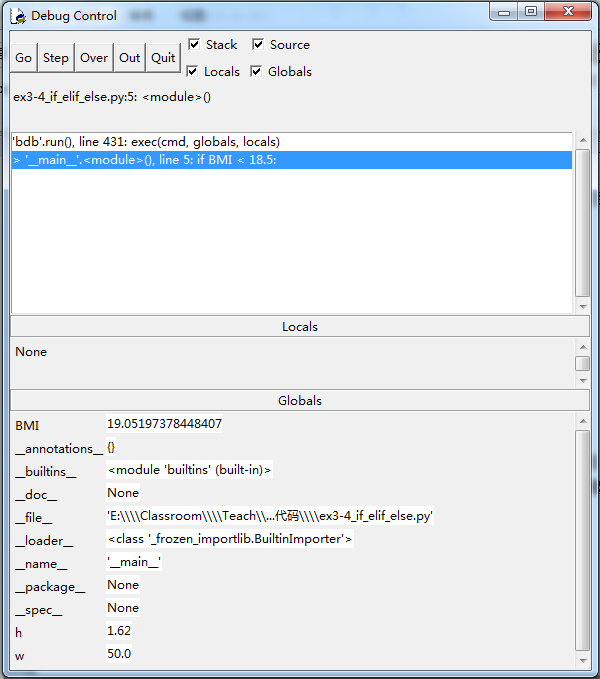 Debug Control
Go Step Over Out Quit Stack Source
Locals Globals
ex3-4_if_elif_else.py:5: <module>()
'bdb'.run(), line 431: exec(cmd, globals, locals)
> '__main__'.<module>(), line 5: if BMI < 18.5:
Locals
None
Globals
BMI 19.05197378448407
__annotations__ {}
__builtins__ <module 'builtins' (built-in)>
__doc__ None
__file__ 'E:\\\\Classroom\\\\Teach\\...代码\\\\ex3-4_if_elif_else.py'
__loader__ <class '_frozen_importlib.BuiltinImporter'>
__name__ '__main__'
__package__ None
__spec__ None
h 1.62
w 50.0